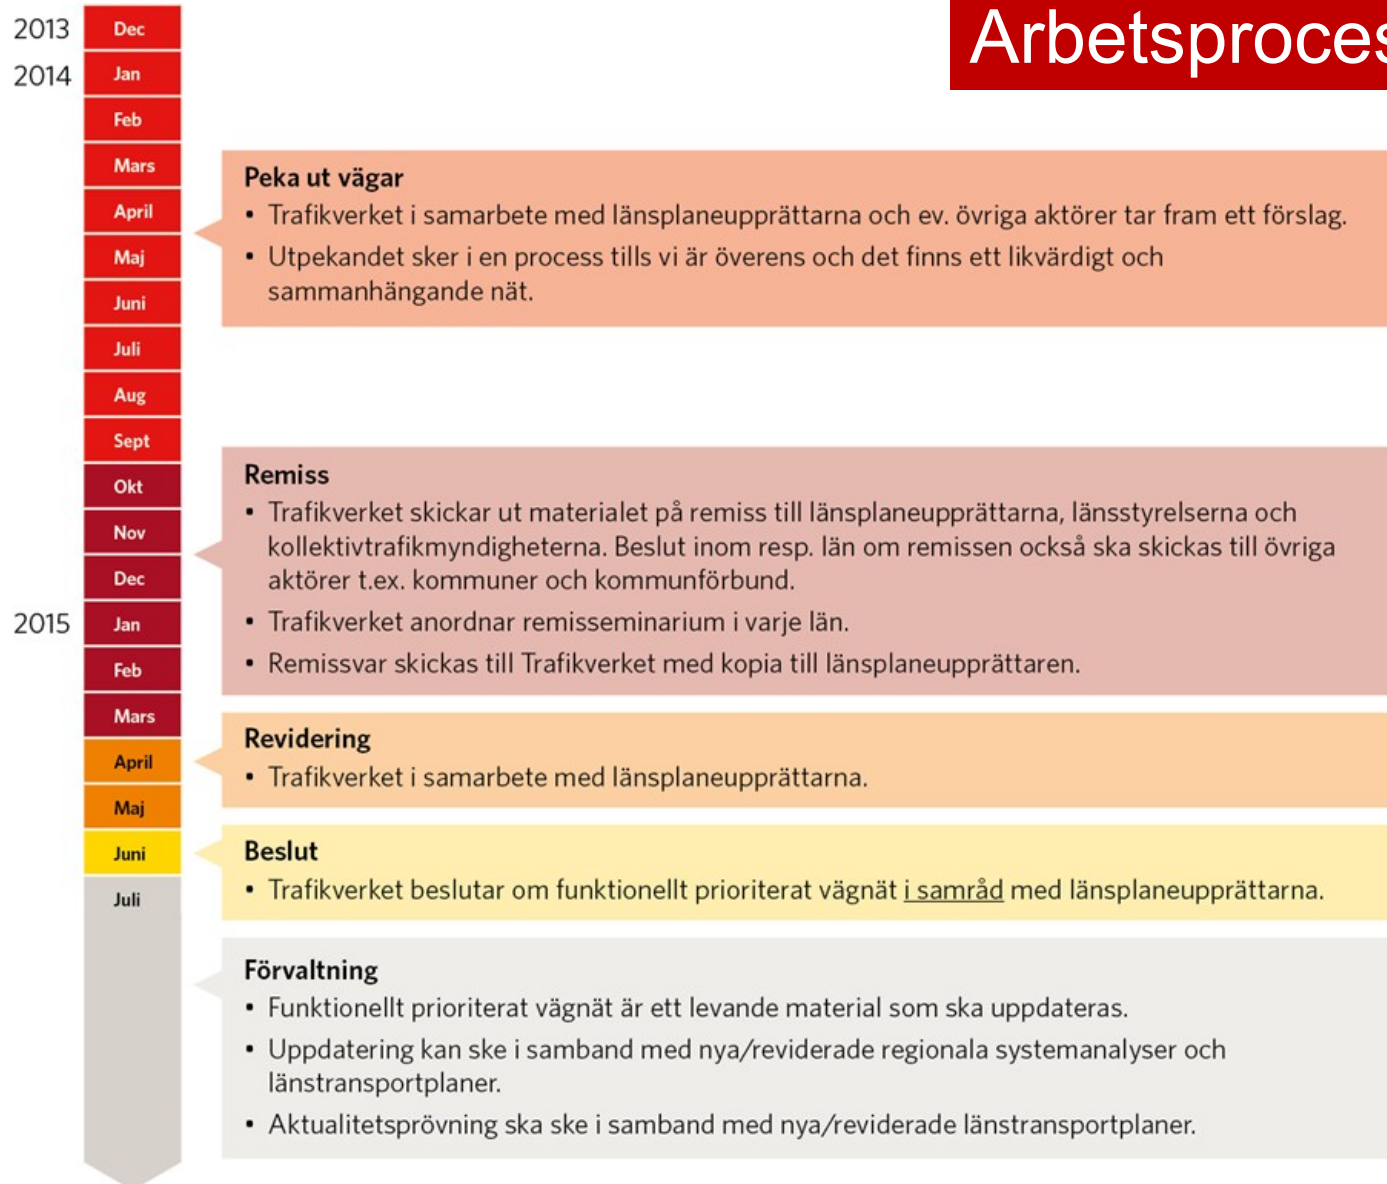 Arbetsproces
2013 Dec
2014 Jan
Feb
Mars
April
Maj
Juni
Juli
Aug
Sept
Okt
Nov
Dec
2015 Jan
Feb
Mars
April
Maj
Juni
Juli
Peka ut vägar
• Trafikverket i samarbete med länsplaneupprättarna och ev. övriga aktörer tar fram ett förslag.
• Utpekandet sker i en process tills vi är överens och det finns ett likvärdigt och
sammanhängande nät.
Remiss
• Trafikverket skickar ut materialet på remiss till länsplaneupprättarna, länsstyrelserna och
kollektivtrafikmyndigheterna. Beslut inom resp. län om remissen också ska skickas till övriga
aktörer t.ex. kommuner och kommunförbund.
• Trafikverket anordnar remisseminarium i varje län.
• Remissvar skickas till Trafikverket med kopia till länsplaneupprättaren.
Revidering
• Trafikverket i samarbete med länsplaneupprättarna.
Beslut
• Trafikverket beslutar om funktionellt prioriterat vägnät i samråd med länsplaneupprättarna.
Förvaltning
• Funktionellt prioriterat vägnät är ett levande material som ska uppdateras.
• Uppdatering kan ske i samband med nya/reviderade regionala systemanalyser och
länstransportplaner.
• Aktualitetsprövning ska ske i samband med nya/reviderade länstransportplaner.